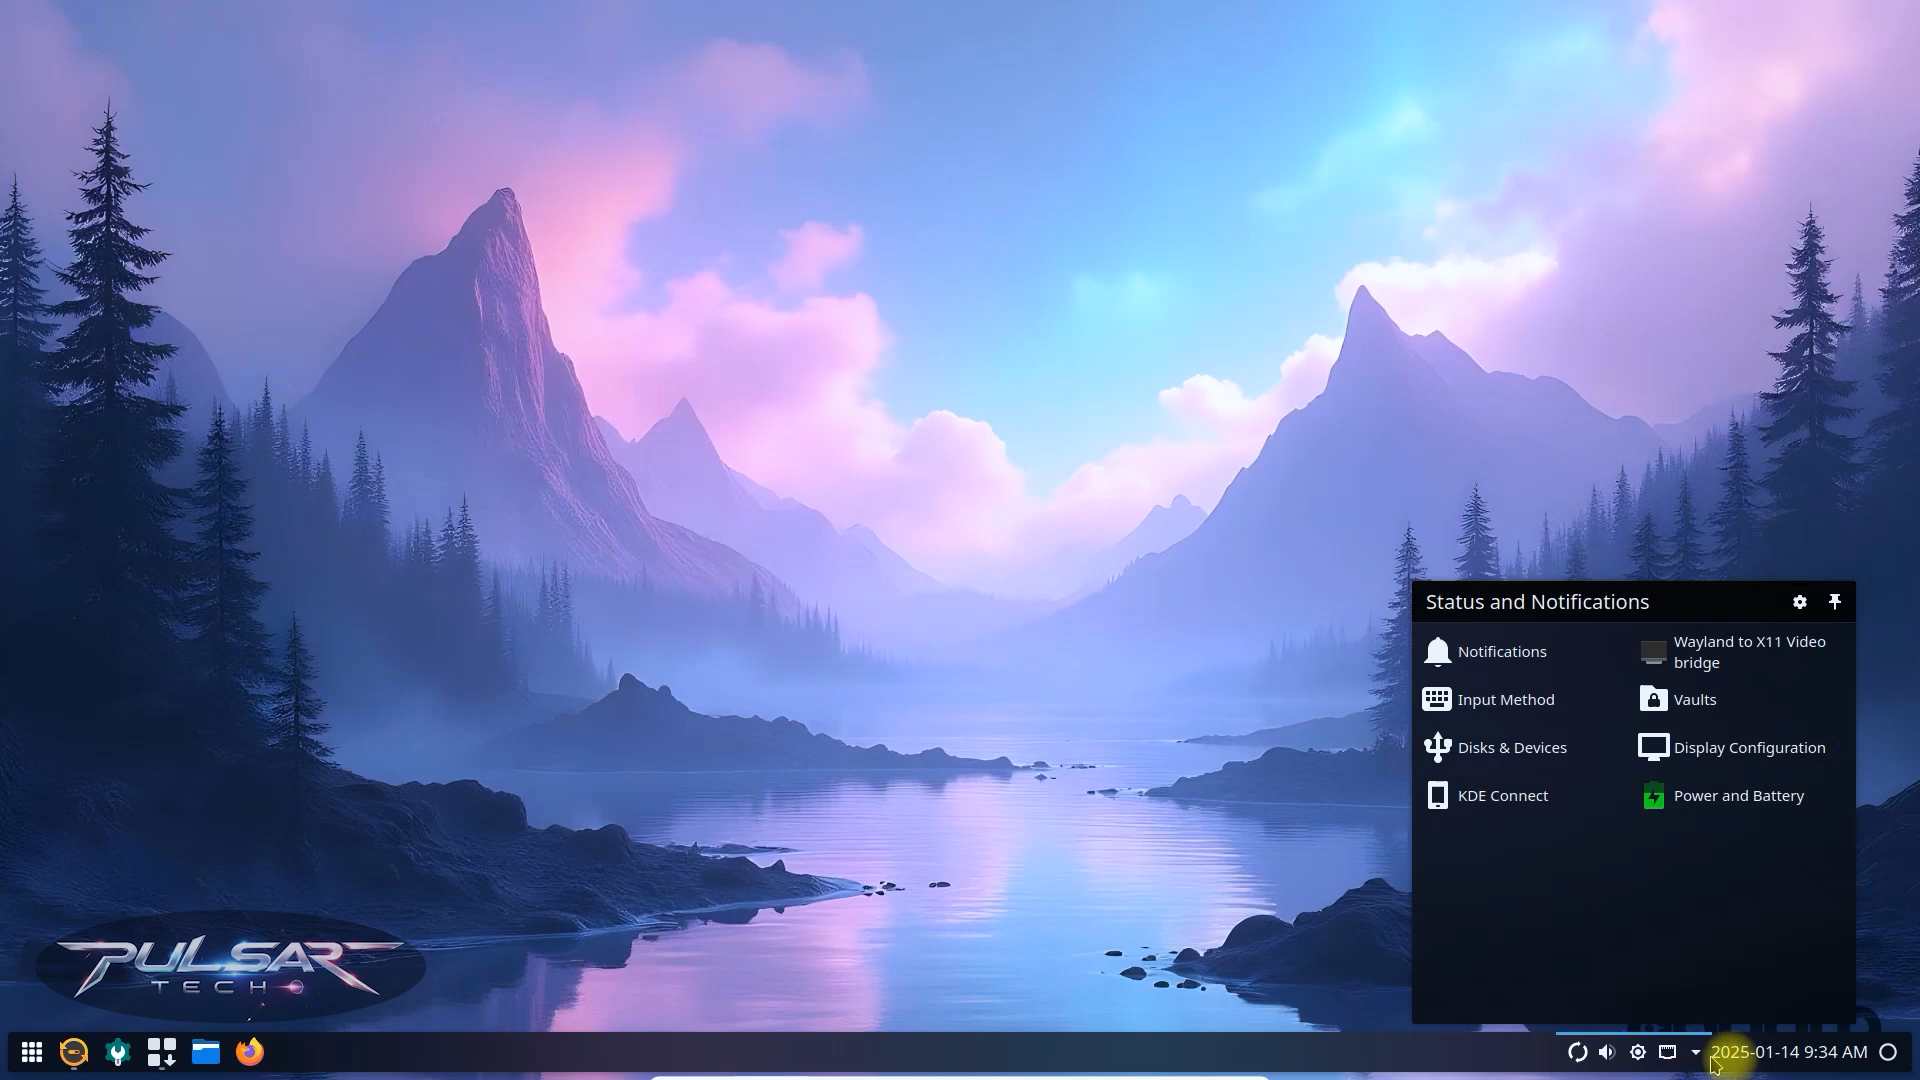 Status and Notifications
Notifications
Wayland to X11 Video
bridge
Input Method
Vaults
Disks & Devices
Display Configuration
KDE Connect
Power and Battery
PULSAR
TECH
2025-01-14 9:34 AM